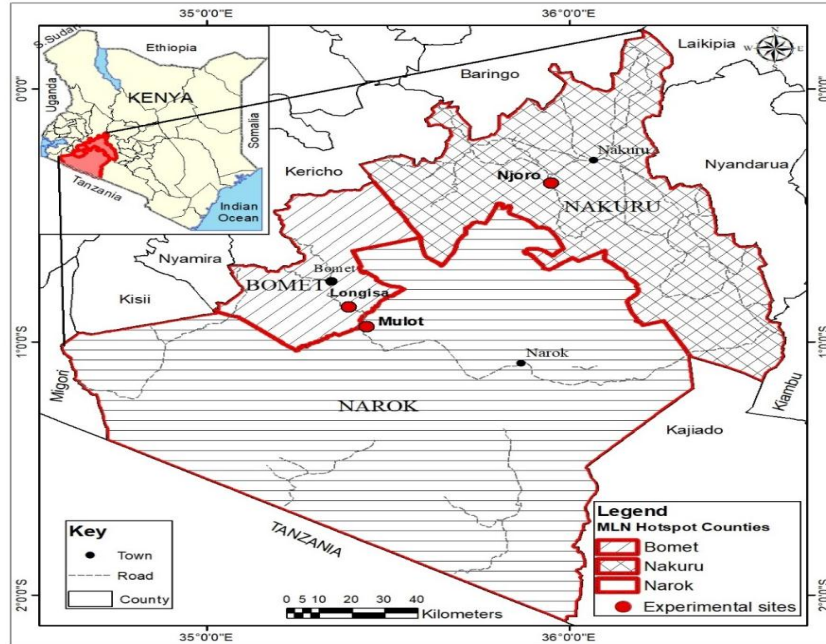 35°0'0"E
36°0'0"E
0°0'0"
0°0'0"
1°0'0"S
1°0'0"S
2°0'0"S
2°0'0"S
35°0'0"E
36°0'0"E
S.Sudan
Ethiopia
Uganda
KENYA
Somalia
Tanzania
Indian
Ocean
N
W
E
S
Laikipia
Baringo
Nyandarua
Kericho
Nakuru
Njoro
NAKURU
Nyamira
Kisii
Bomet
BOMET
Longisa
Mulot
Narok
Migori
NAROK
Kiambu
Kajiado
TANZANIA
Key
Town
Road
County
0 5 10 20 30 40
Kilometers
Legend
MLN Hotspot Counties
Bomet
Nakuru
Narok
Experimental sites